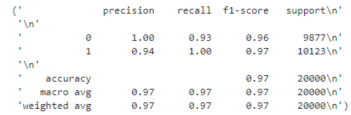 ('              precision    recall  f1-score   support\n'
'\n'
'           0       1.00      0.93      0.96      9877\n'
'           1       0.94      1.00      0.97     10123\n'
'\n'
'    accuracy                           0.97     20000\n'
'   macro avg       0.97      0.97      0.97     20000\n'
'weighted avg       0.97      0.97      0.97     20000\n')